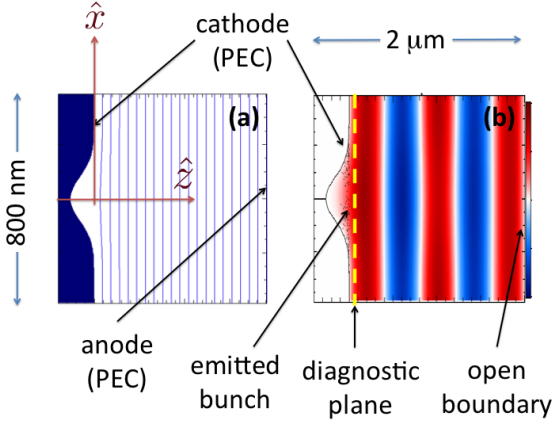 x̂
cathode
(PEC)
2 μm
(a)
(b)
ẑ
800 nm
anode
(PEC)
emitted
bunch
diagnostic
plane
open
boundary